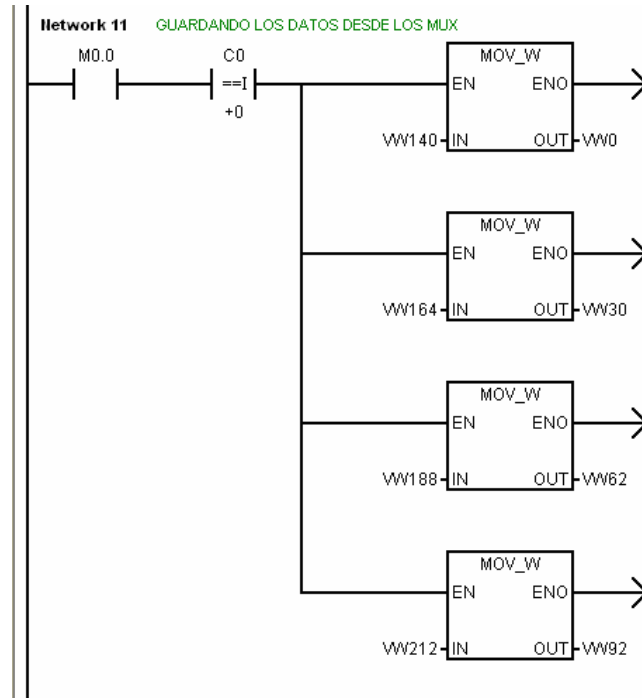 Network 11 GUARDANDO LOS DATOS DESDE LOS MUX
M0.0 C0 MOV_W
==I EN ENO
+0
VW140 IN OUT VW0
MOV_W
EN ENO
VW164 IN OUT VW30
MOV_W
EN ENO
VW188 IN OUT VW62
MOV_W
EN ENO
VW212 IN OUT VW92